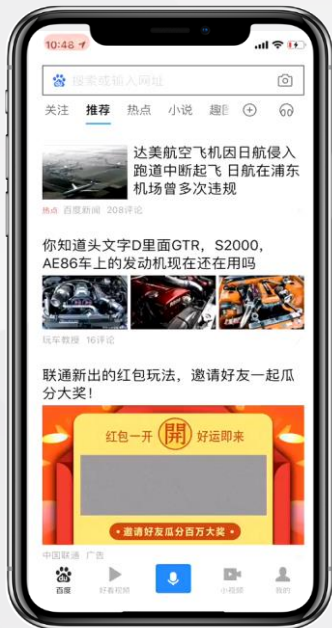 10:48
搜索或输入网址
关注 推荐 热点 小说 趣
达美航空飞机因日航侵入
跑道中断起飞 日航在浦东
机场曾多次违规
热点 百度新闻 208评论
你知道头文字D里面GTR，S2000，
AE86车上的发动机现在还在用吗
玩车教授 16评论
联通新出的红包玩法，邀请好友一起瓜
分大奖！
红包一开 開 好运即来
• 邀请好友瓜分百万大奖 •
中国联通 广告
百度 好看视频 小视频 我的